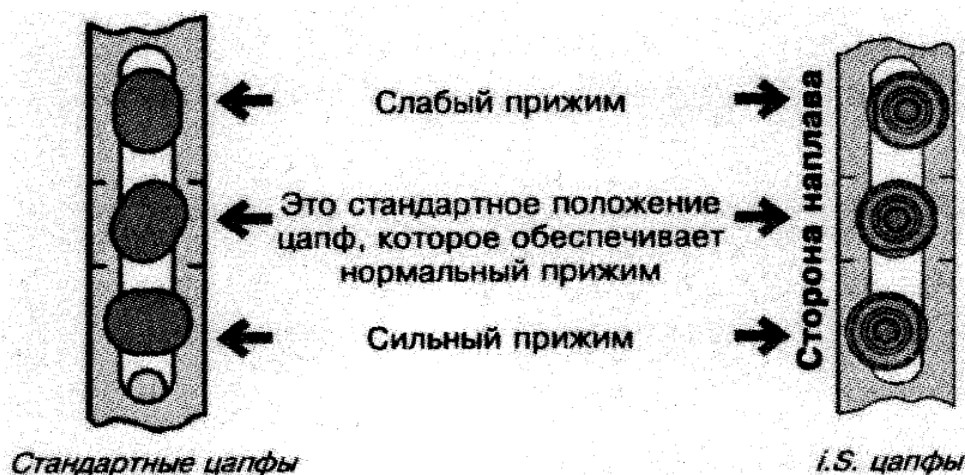 Слабый прижим
Это стандартное положение
цапф, которое обеспечивает
нормальный прижим
Сильный прижим
Сторона наплава
Стандартные цапфы
i.S. цапфы